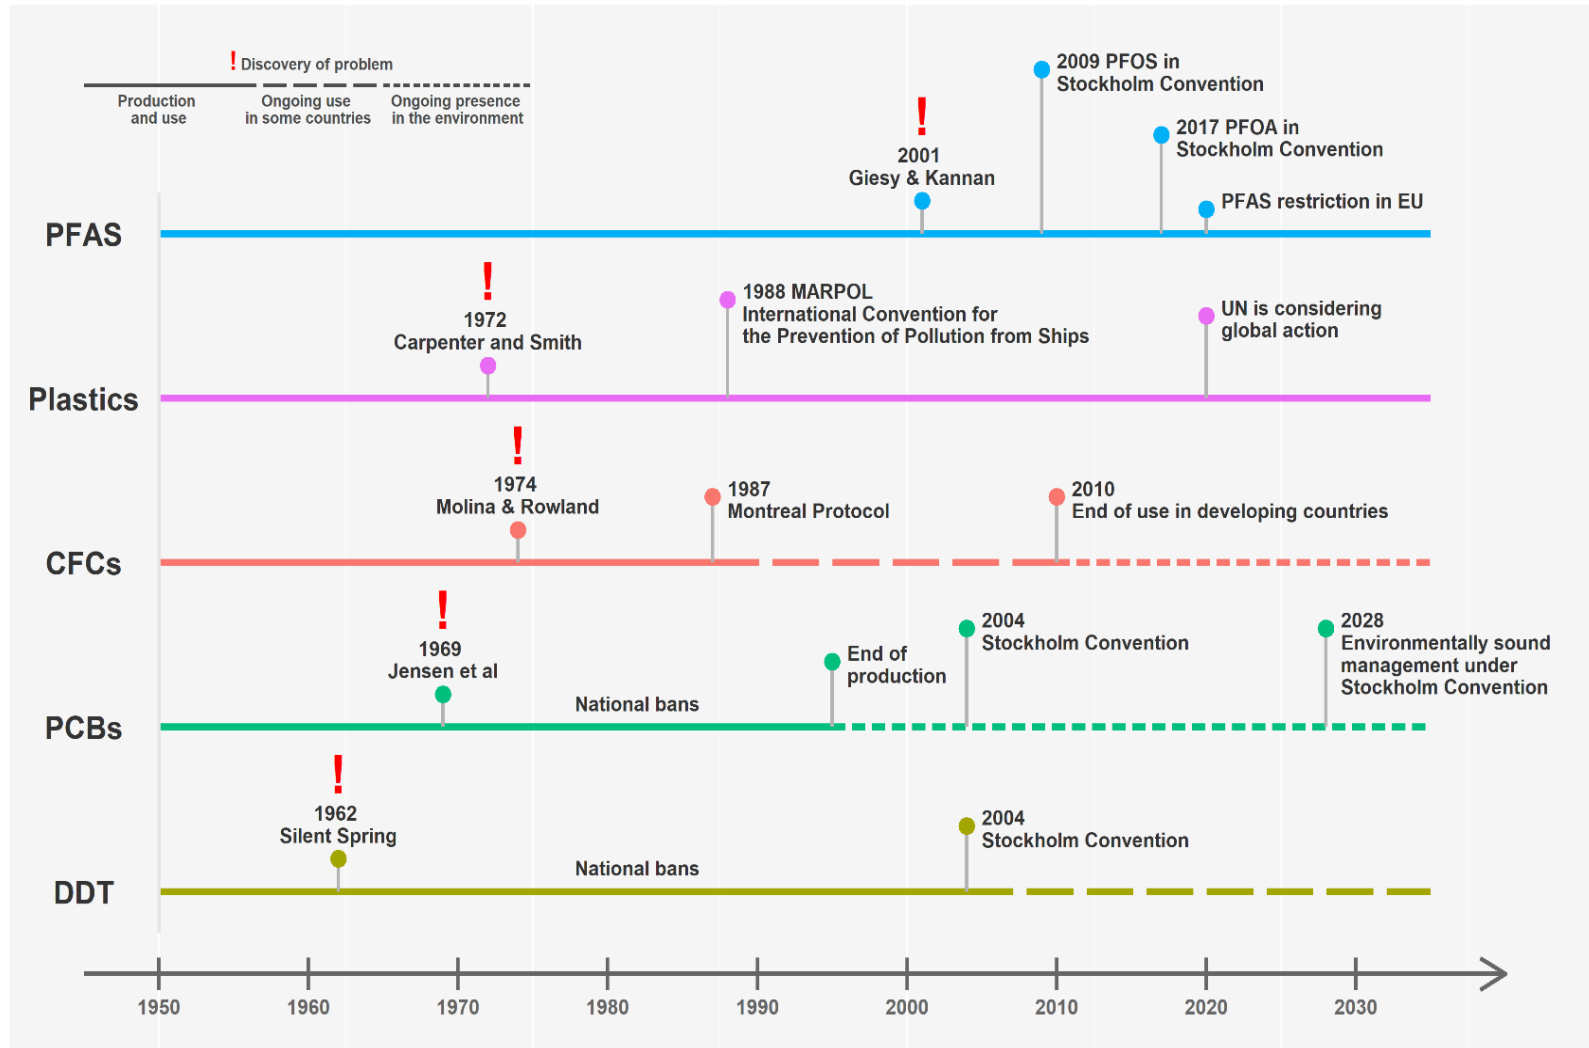 ! Discovery of problem
Production
and use
Ongoing use
in some countries
Ongoing presence
in the environment
PFAS
!
2001
Giesy & Kannan
2009 PFOS in
Stockholm Convention
2017 PFOA in
Stockholm Convention
PFAS restriction in EU
Plastics
!
1972
Carpenter and Smith
1988 MARPOL
International Convention for
the Prevention of Pollution from Ships
UN is considering
global action
CFCs
!
1974
Molina & Rowland
1987
Montreal Protocol
2010
End of use in developing countries
PCBs
!
1969
Jensen et al
National bans
End of
production
2004
Stockholm Convention
2028
Environmentally sound
management under
Stockholm Convention
DDT
!
1962
Silent Spring
National bans
2004
Stockholm Convention
1950 1960 1970 1980 1990 2000 2010 2020 2030